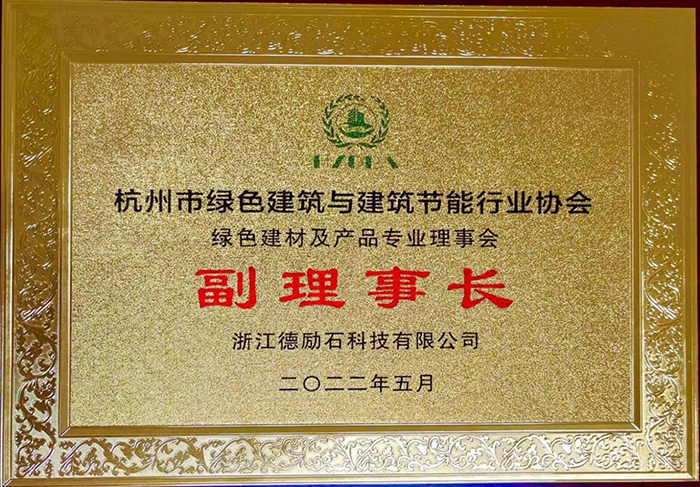 杭州市绿色建筑与建筑节能行业协会
绿色建材及产品专业理事会
副理事长
浙江德励石科技有限公司
二〇二二年五月